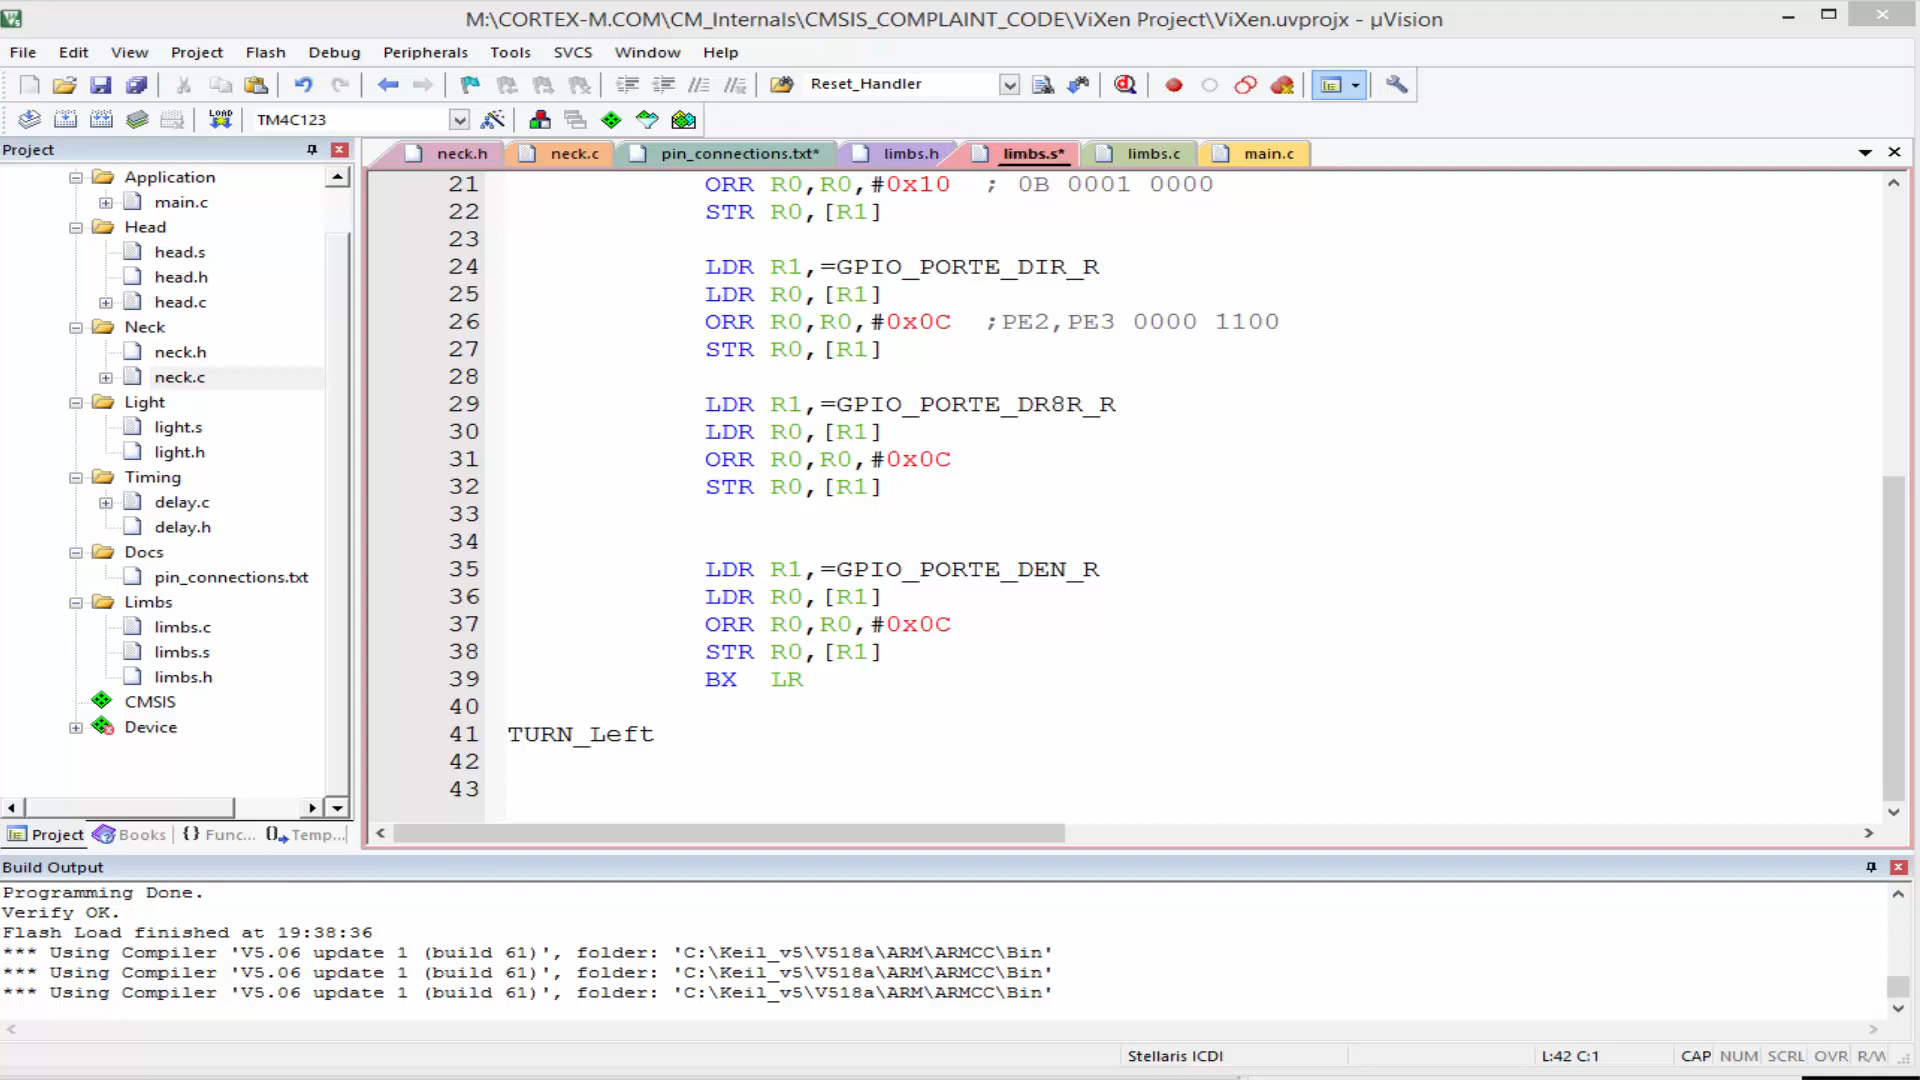 M:\CORTEX-M.COM\CM_Internals\CMSIS_COMPLAINT_CODE\ViXen Project\ViXen.uvprojx - µVision
File Edit View Project Flash Debug Peripherals Tools SVCS Window Help
Reset_Handler
LOAD TM4C123
Project
neck.h neck.c pin_connections.txt* limbs.h limbs.s* limbs.c main.c
Application
main.c
Head
head.s
head.h
head.c
Neck
neck.h
neck.c
Light
light.s
light.h
Timing
delay.c
delay.h
Docs
pin_connections.txt
Limbs
limbs.c
limbs.s
limbs.h
CMSIS
Device
Project Books {} Func... Temp...
21 ORR R0,R0,#0x10 ; 0B 0001 0000
22 STR R0,[R1]
23
24 LDR R1,=GPIO_PORTE_DIR_R
25 LDR R0,[R1]
26 ORR R0,R0,#0x0C ;PE2,PE3 0000 1100
27 STR R0,[R1]
28
29 LDR R1,=GPIO_PORTE_DR8R_R
30 LDR R0,[R1]
31 ORR R0,R0,#0x0C
32 STR R0,[R1]
33
34
35 LDR R1,=GPIO_PORTE_DEN_R
36 LDR R0,[R1]
37 ORR R0,R0,#0x0C
38 STR R0,[R1]
39 BX LR
40
41 TURN_Left
42
43
Build Output
Programming Done.
Verify OK.
Flash Load finished at 19:38:36
*** Using Compiler 'V5.06 update 1 (build 61)', folder: 'C:\Keil_v5\V518a\ARM\ARMCC\Bin'
*** Using Compiler 'V5.06 update 1 (build 61)', folder: 'C:\Keil_v5\V518a\ARM\ARMCC\Bin'
*** Using Compiler 'V5.06 update 1 (build 61)', folder: 'C:\Keil_v5\V518a\ARM\ARMCC\Bin'
Stellaris ICDI L:42 C:1 CAP NUM SCRL OVR R/W